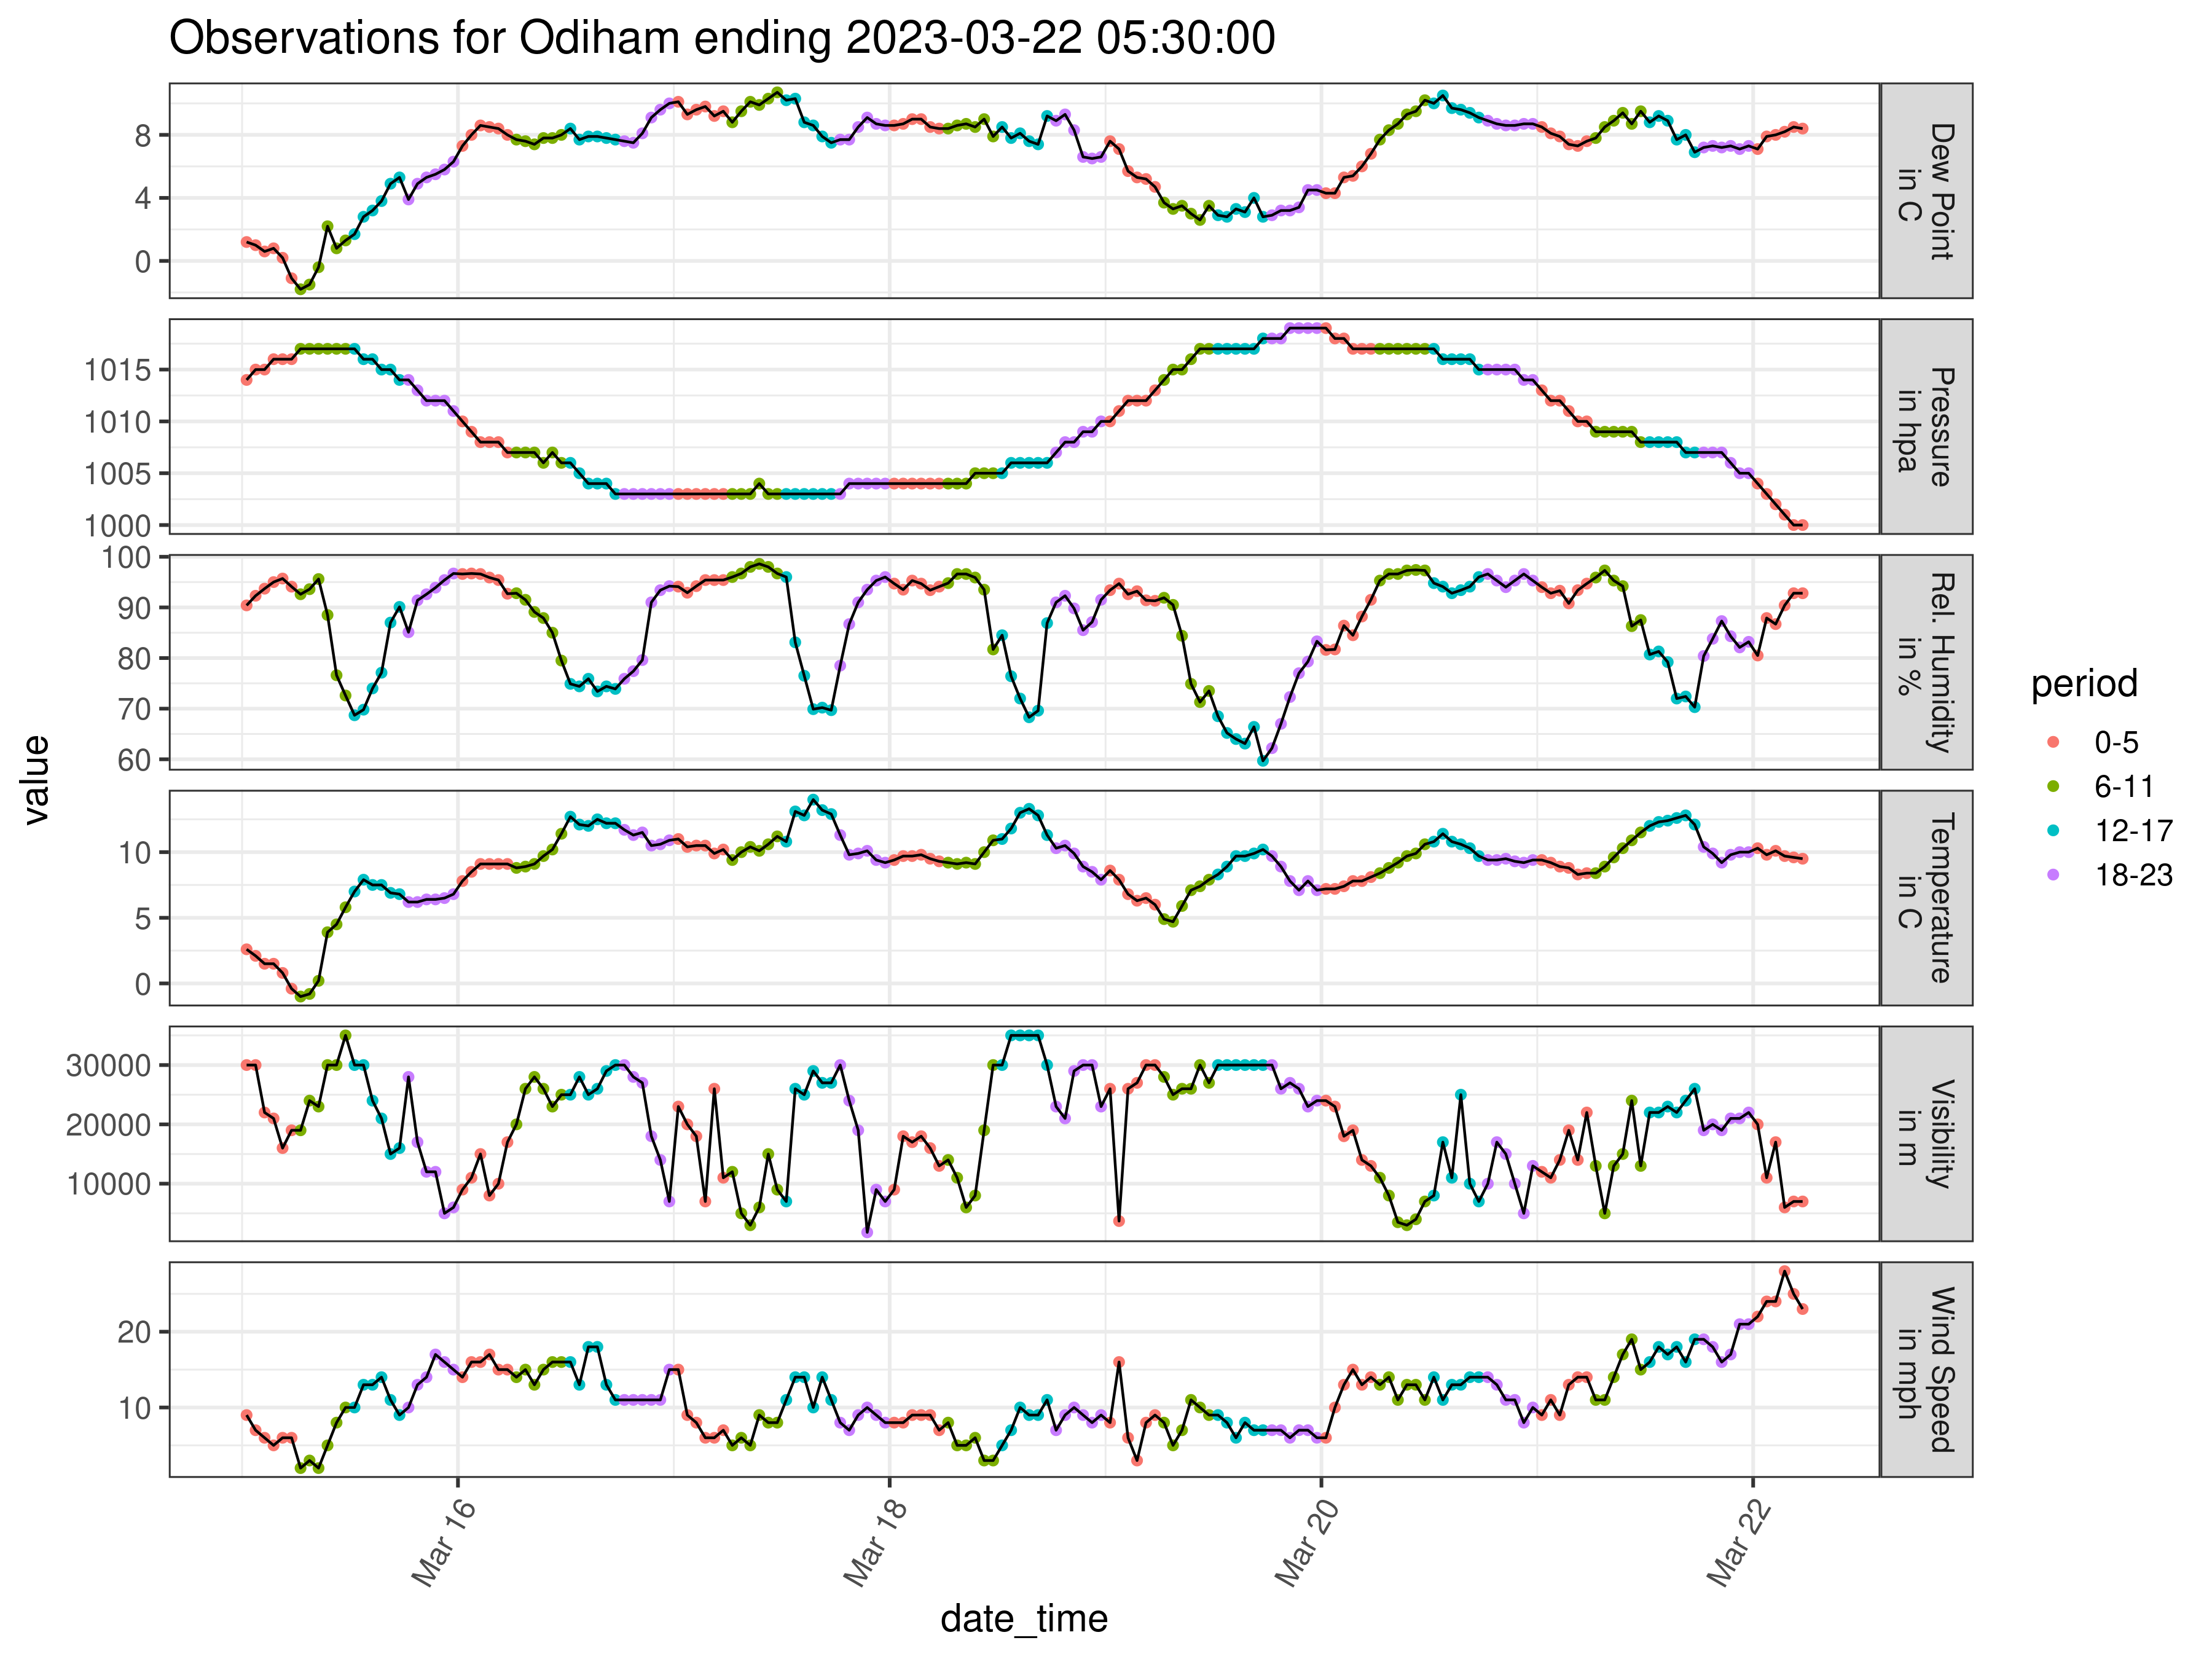 Observations for Odiham ending 2023-03-22 05:30:00
value
8
4
0
Dew Point
in C
1015
1010
1005
1000
Pressure
in hpa
100
90
80
70
60
Rel. Humidity
in %
10
5
0
Temperature
in C
30000
20000
10000
Visibility
in m
20
10
Wind Speed
in mph
Mar 16
Mar 18
Mar 20
Mar 22
date_time
period
0-5
6-11
12-17
18-23